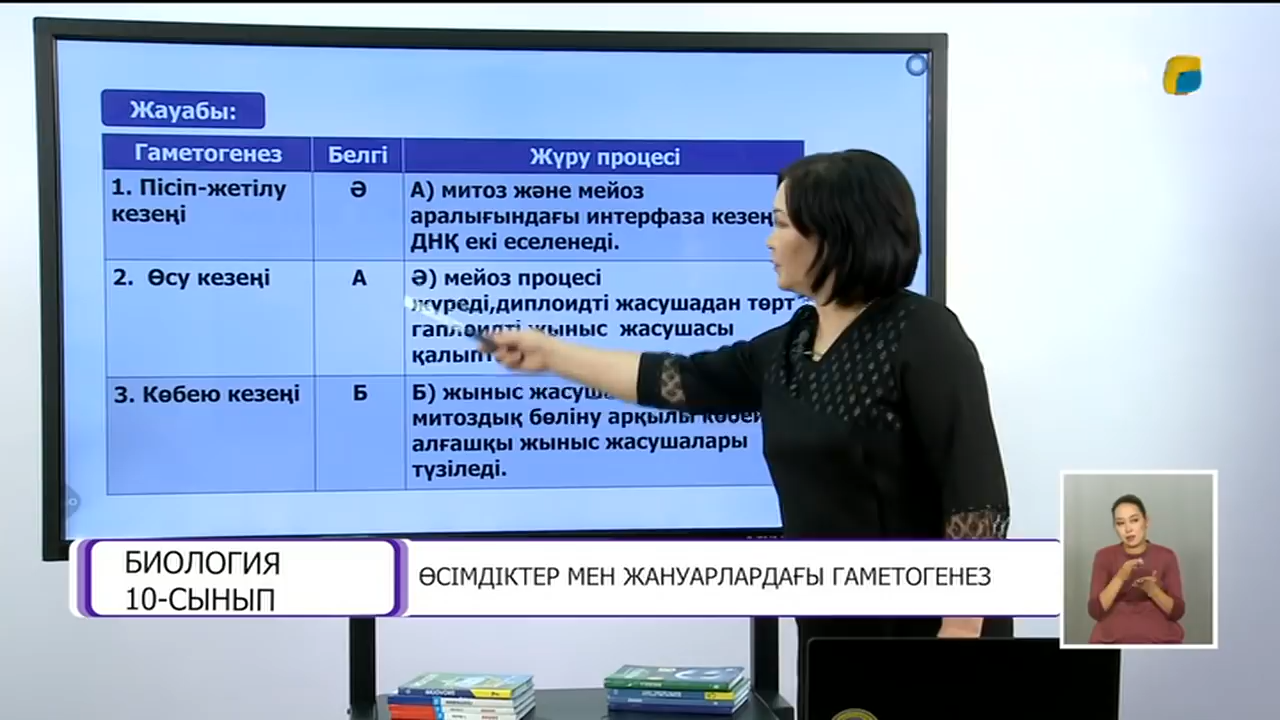 Жауабы:
Гаметогенез Белгі Жүру процесі
1. Пісіп-жетілу
кезеңі
Ә
А) митоз және мейоз
аралығындағы интерфаза
ДНҚ екі еселенеді.
2. Өсу кезеңі
А
Ә) мейоз процесі
жүреді,диплоидті жасушадан төрт
гаплоидті жыныс жасушасы
3. Көбею кезеңі
Б
Б) жыныс
митоздық бөліну арқылы
алғашқы жыныс жасушалары
түзіледі.
БИОЛОГИЯ
10-СЫНЫП
ӨСІМДІКТЕР МЕН ЖАНУАРЛАРДАҒЫ ГАМЕТОГЕНЕЗ